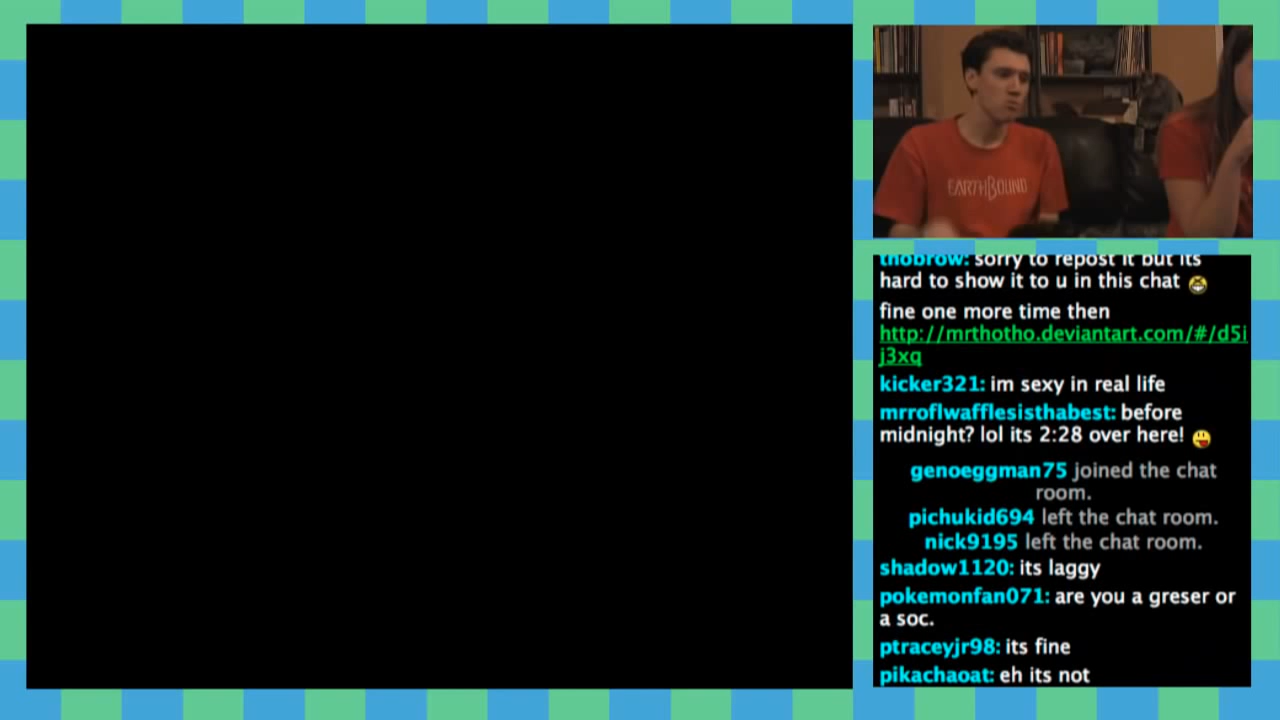 EARTHBOUND
thobrow: sorry to repost it but its
hard to show it to u in this chat
fine one more time then
http://mrthotho.deviantart.com/#/d5i
j3xq
kicker321: im sexy in real life
mrroflwafflesisthabest: before
midnight? lol its 2:28 over here!
genoeggman75 joined the chat
room.
pichukid694 left the chat room.
nick9195 left the chat room.
shadow1120: its laggy
pokemonfan071: are you a greser or
a soc.
ptraceyjr98: its fine
pikachaoat: eh its not